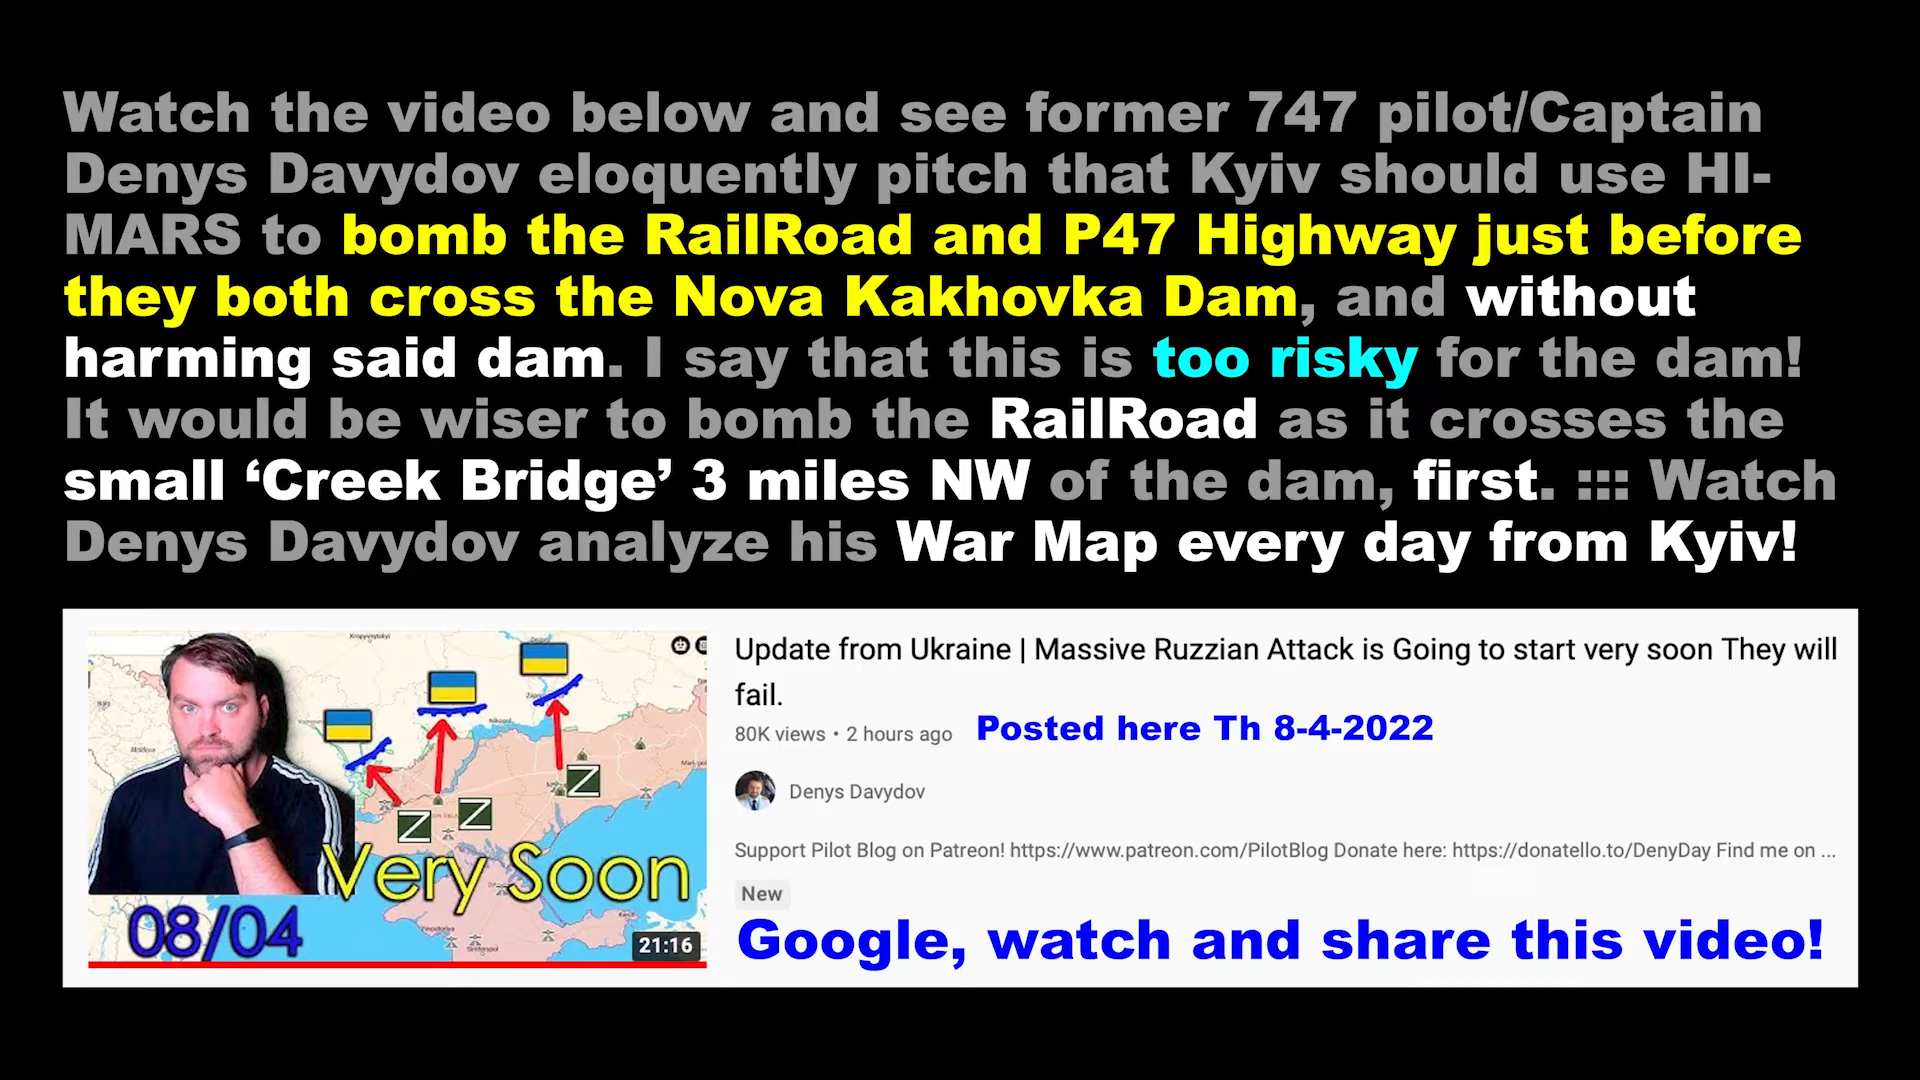 Watch the video below and see former 747 pilot/Captain
Denys Davydov eloquently pitch that Kyiv should use HI-
MARS to bomb the RailRoad and P47 Highway just before
they both cross the Nova Kakhovka Dam, and without
harming said dam. I say that this is too risky for the dam!
It would be wiser to bomb the RailRoad as it crosses the
small ‘Creek Bridge’ 3 miles NW of the dam, first. ::: Watch
Denys Davydov analyze his War Map every day from Kyiv!
Kropyvnytskyi
Nikopol
Moldova
Z
Z
Z
Very Soon
08/04
Simferopol
21:16
Update from Ukraine | Massive Ruzzian Attack is Going to start very soon They will
fail.
80K views • 2 hours ago
Posted here Th 8-4-2022
Denys Davydov
Support Pilot Blog on Patreon! https://www.patreon.com/PilotBlog Donate here: https://donatello.to/DenyDay Find me on ...
New
Google, watch and share this video!